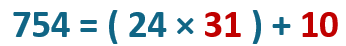 754 = ( 24 × 31 ) + 10